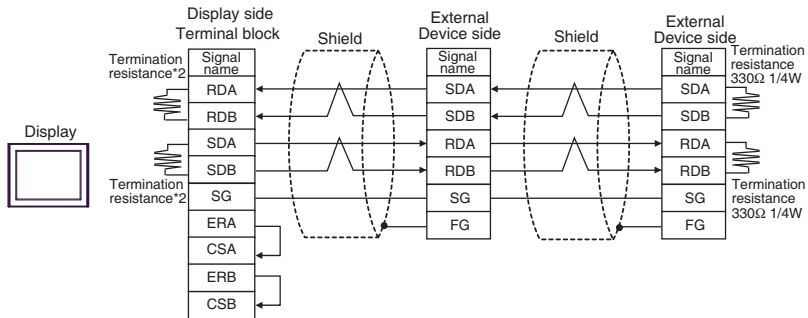 Display side
Terminal block
Shield
External
Device side
Shield
External
Device side
Termination
resistance*2
Signal
name
RDA
RDB
SDA
SDB
SG
ERA
CSA
ERB
CSB
Termination
resistance*2
Display
Signal
name
SDA
SDB
RDA
RDB
SG
FG
Signal
name
SDA
SDB
RDA
RDB
SG
FG
Termination
resistance
330Ω 1/4W
Termination
resistance
330Ω 1/4W